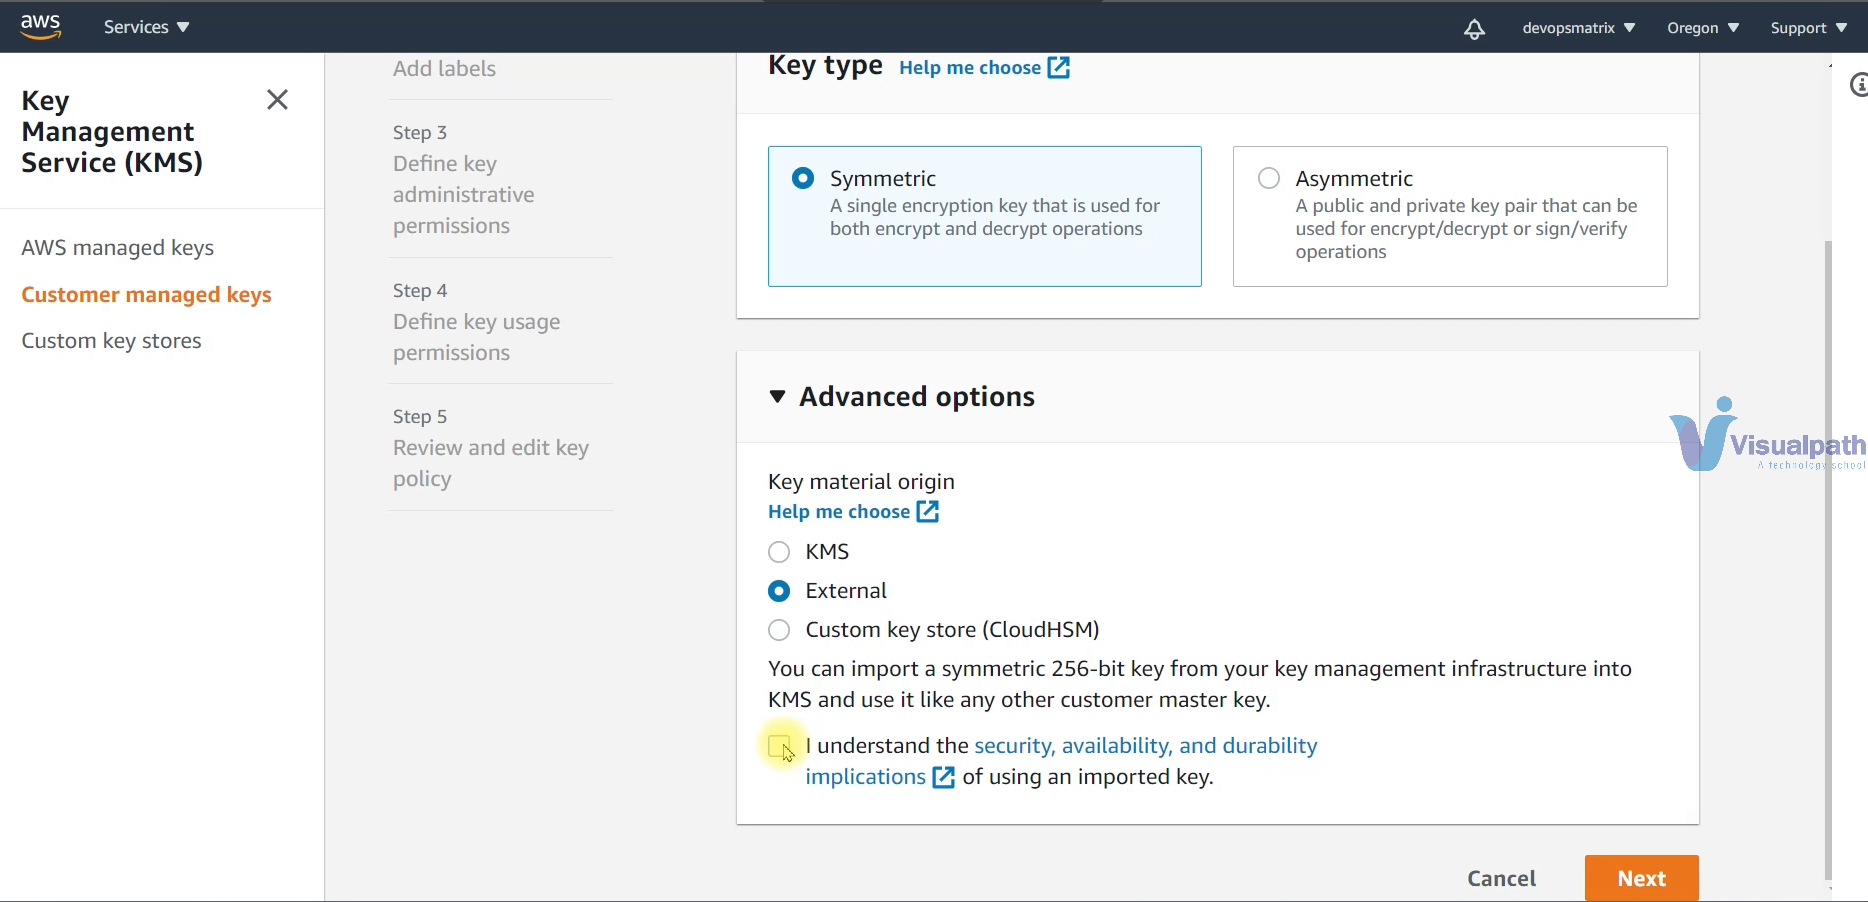 aws
Services
devopsmatrix
Oregon
Support
Key
Management
Service (KMS)
AWS managed keys
Customer managed keys
Custom key stores
Add labels
Step 3
Define key
administrative
permissions
Step 4
Define key usage
permissions
Step 5
Review and edit key
policy
Key type Help me choose
Symmetric
A single encryption key that is used for
both encrypt and decrypt operations
Asymmetric
A public and private key pair that can be
used for encrypt/decrypt or sign/verify
operations
Advanced options
Key material origin
Help me choose
KMS
External
Custom key store (CloudHSM)
You can import a symmetric 256-bit key from your key management infrastructure into
KMS and use it like any other customer master key.
I understand the security, availability, and durability
implications of using an imported key.
Cancel
Next
Visualpath
A technology school